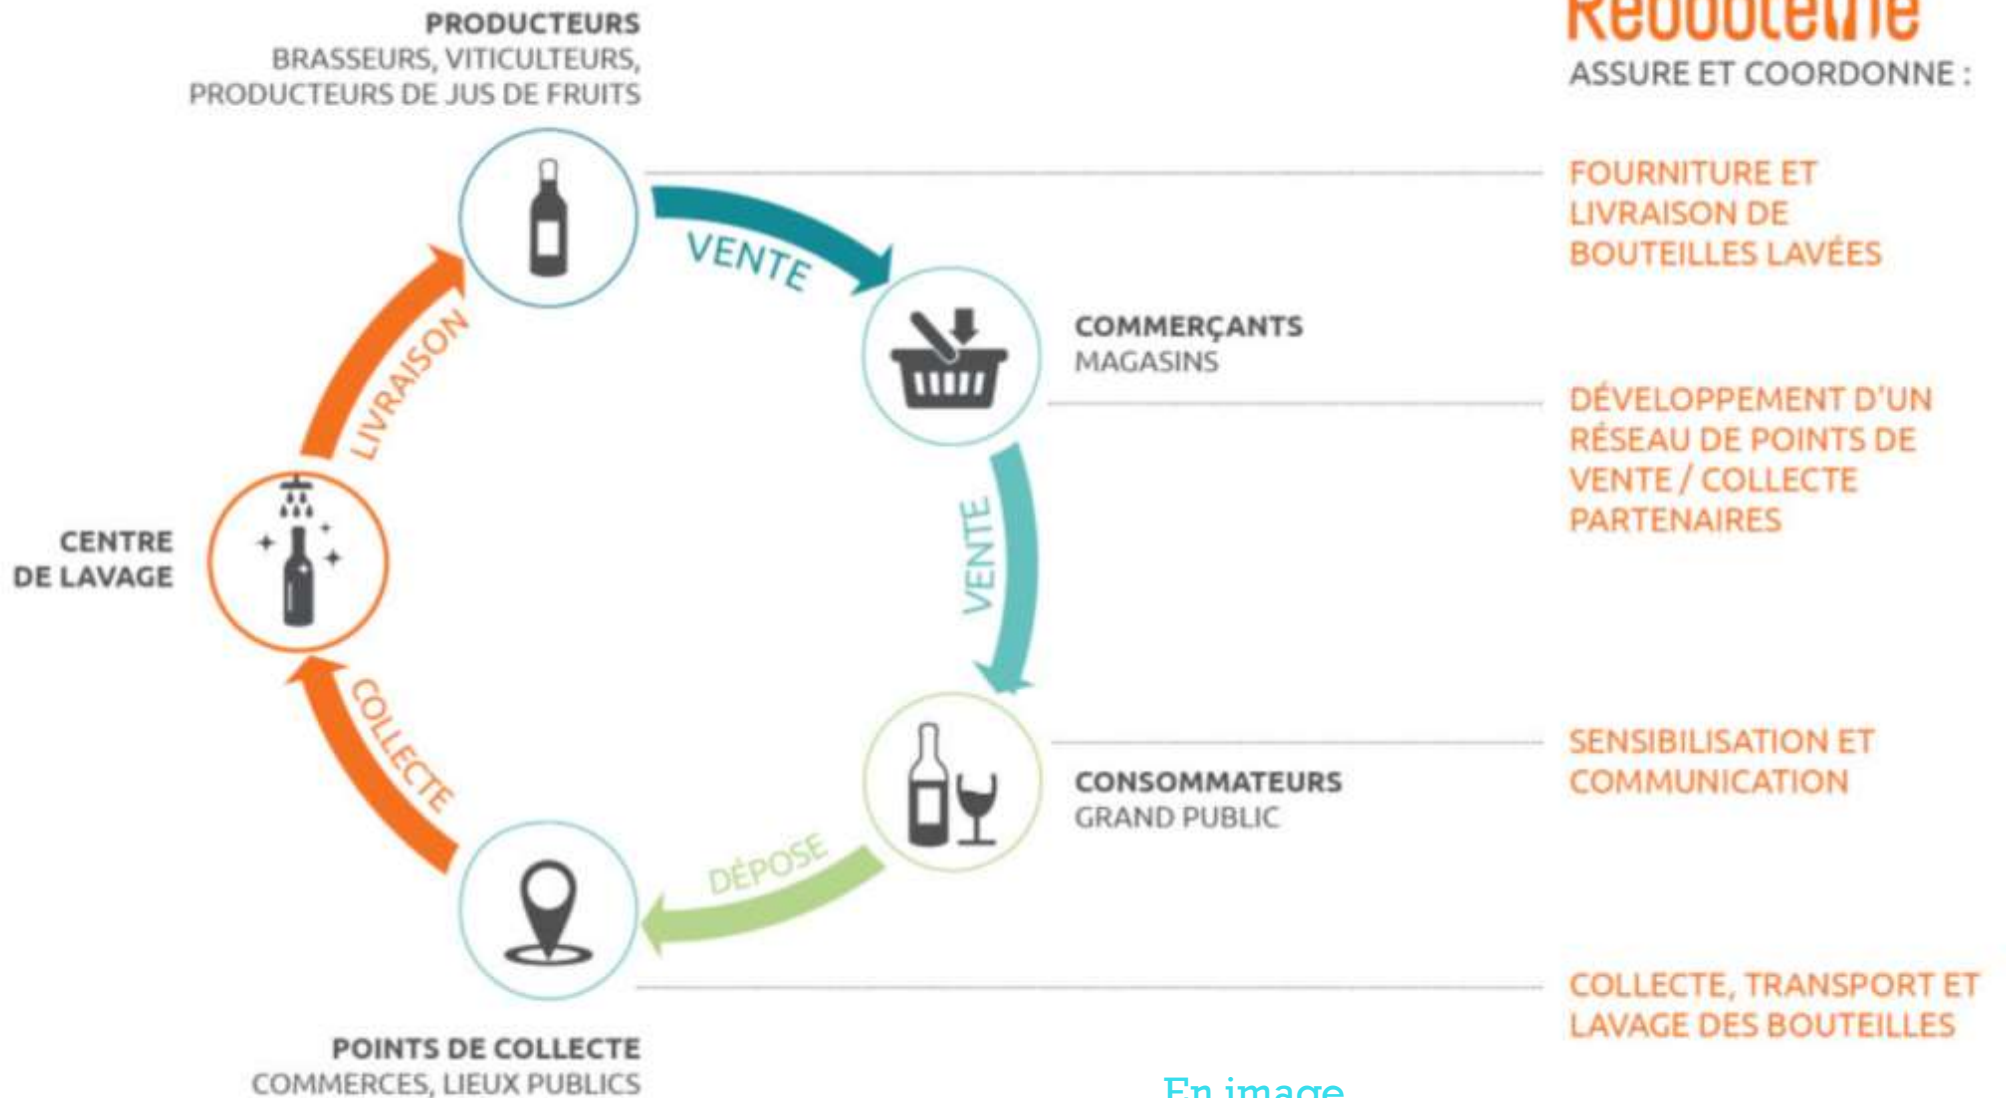 PRODUCTEURS
BRASSEURS, VITICULTEURS,
PRODUCTEURS DE JUS DE FRUITS
ASSURE ET COORDONNE :
FOURNITURE ET
LIVRAISON DE
BOUTEILLES LAVÉES
VENTE
LIVRAISON
COMMERÇANTS
MAGASINS
DÉVELOPPEMENT D'UN
RÉSEAU DE POINTS DE
VENTE / COLLECTE
PARTENAIRES
VENTE
CENTRE
DE LAVAGE
COLLECTE
SENSIBILISATION ET
COMMUNICATION
CONSOMMATEURS
GRAND PUBLIC
DÉPOSE
COLLECTE, TRANSPORT ET
LAVAGE DES BOUTEILLES
POINTS DE COLLECTE
COMMERCES, LIEUX PUBLICS
En image